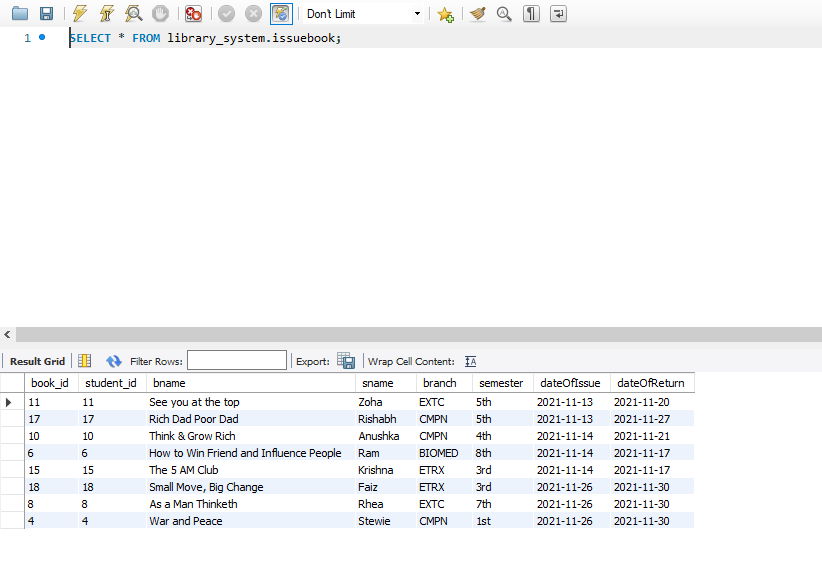 Don't Limit
1 SELECT * FROM library_system.issuebook;
Result Grid Filter Rows: Export: Wrap Cell Content:
book_id student_id bname sname branch semester dateOfIssue dateOfReturn
11 11 See you at the top Zoha EXTC 5th 2021-11-13 2021-11-20
17 17 Rich Dad Poor Dad Rishabh CMPN 5th 2021-11-13 2021-11-27
10 10 Think & Grow Rich Anushka CMPN 4th 2021-11-14 2021-11-21
6 6 How to Win Friend and Influence People Ram BIOMED 8th 2021-11-14 2021-11-17
15 15 The 5 AM Club Krishna ETRX 3rd 2021-11-14 2021-11-17
18 18 Small Move, Big Change Faiz ETRX 3rd 2021-11-26 2021-11-30
8 8 As a Man Thinketh Rhea EXTC 7th 2021-11-26 2021-11-30
4 4 War and Peace Stewie CMPN 1st 2021-11-26 2021-11-30